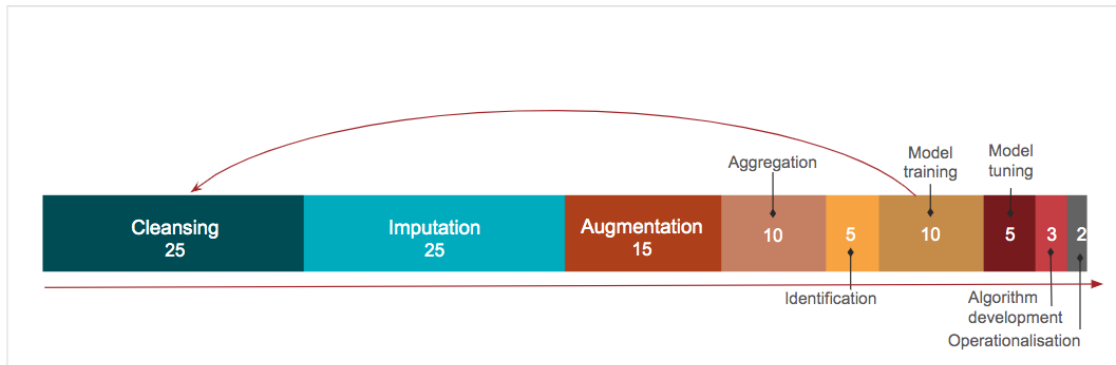 Cleansing
25
Imputation
25
Augmentation
15
Aggregation
10
5
Identification
Model
training
10
Model
tuning
5
3
Algorithm
development
2
Operationalisation